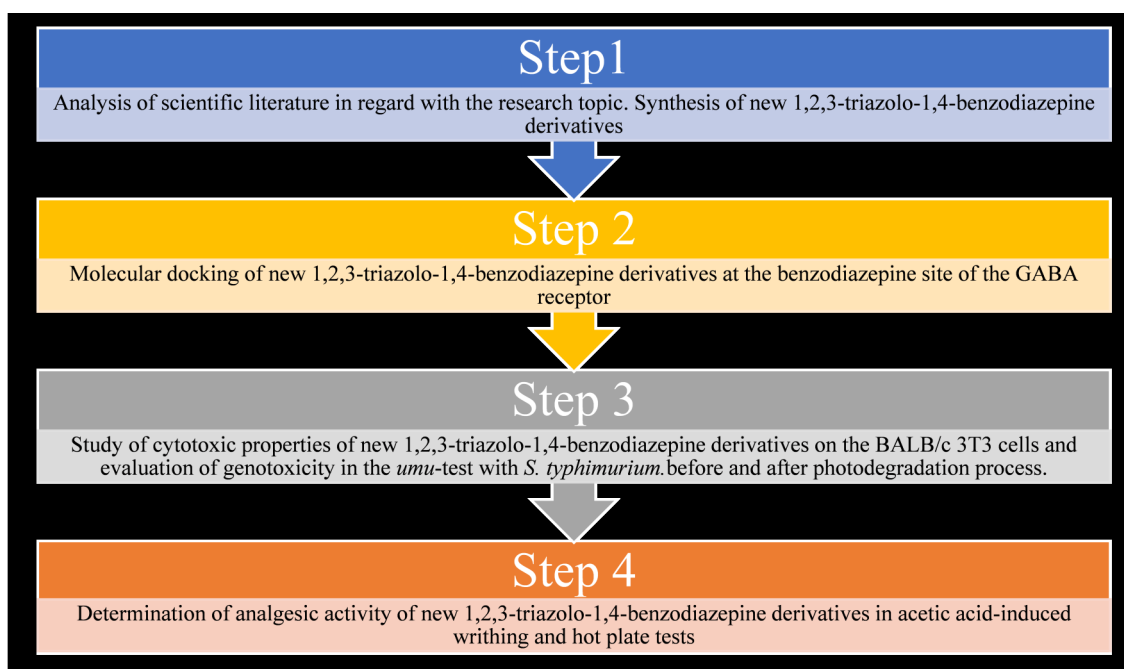 Step1
Analysis of scientific literature in regard with the research topic. Synthesis of new 1,2,3-triazolo-1,4-benzodiazepine
derivatives
Step 2
Molecular docking of new 1,2,3-triazolo-1,4-benzodiazepine derivatives at the benzodiazepine site of the GABA
receptor
Step 3
Study of cytotoxic properties of new 1,2,3-triazolo-1,4-benzodiazepine derivatives on the BALB/c 3T3 cells and
evaluation of genotoxicity in the umu-test with S. typhimurium.before and after photodegradation process.
Step 4
Determination of analgesic activity of new 1,2,3-triazolo-1,4-benzodiazepine derivatives in acetic acid-induced
writhing and hot plate tests